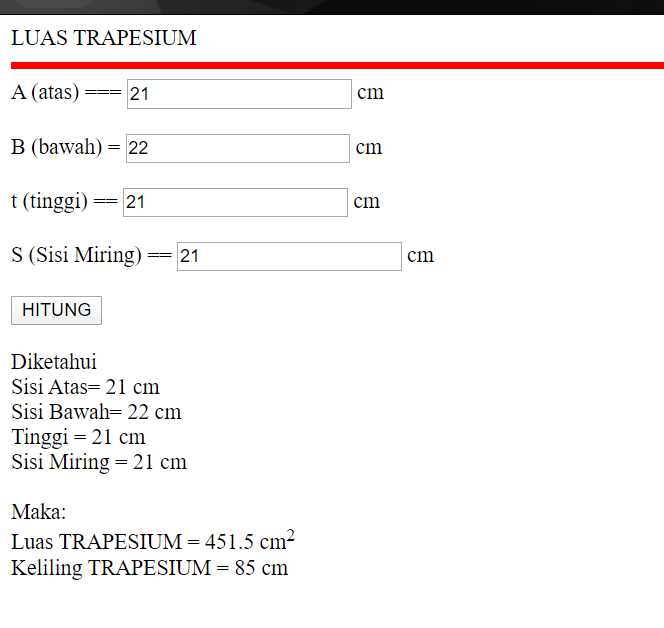 LUAS TRAPESIUM
A (atas) === 21 cm
B (bawah) = 22 cm
t (tinggi) == 21 cm
S (Sisi Miring) == 21 cm
HITUNG
Diketahui
Sisi Atas= 21 cm
Sisi Bawah= 22 cm
Tinggi = 21 cm
Sisi Miring = 21 cm
Maka:
Luas TRAPESIUM = 451.5 cm²
Keliling TRAPESIUM = 85 cm